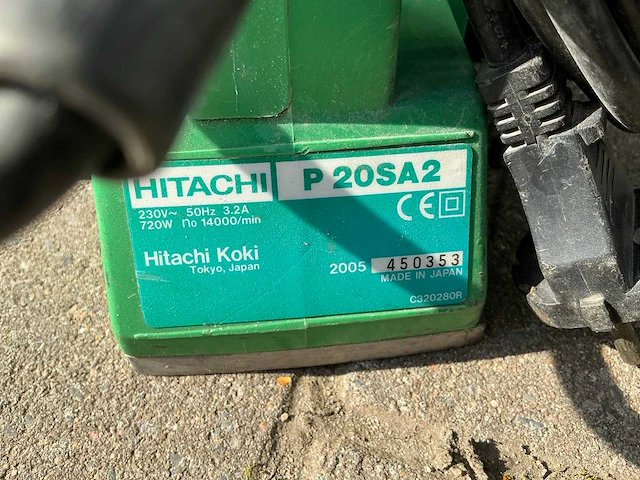 HITACHI P 20SA2
230V~ 50Hz 3.2A
720W no 14000/min
CE
Hitachi Koki
Tokyo, Japan
2005 450353
MADE IN JAPAN
C320280R